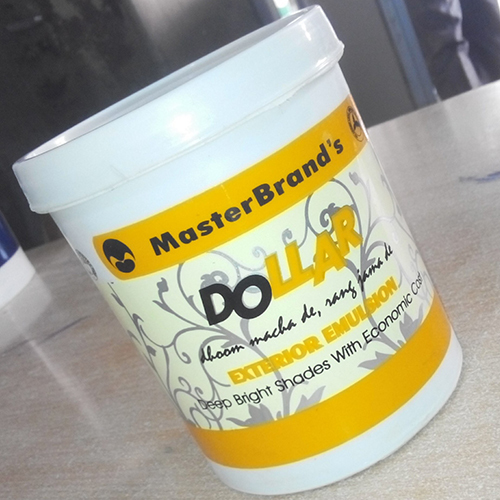 MasterBrand's
DOLLAR
dhoom macha de, rang jama de
EXTERIOR EMULSION
Deep Bright Shades With Economic Cost